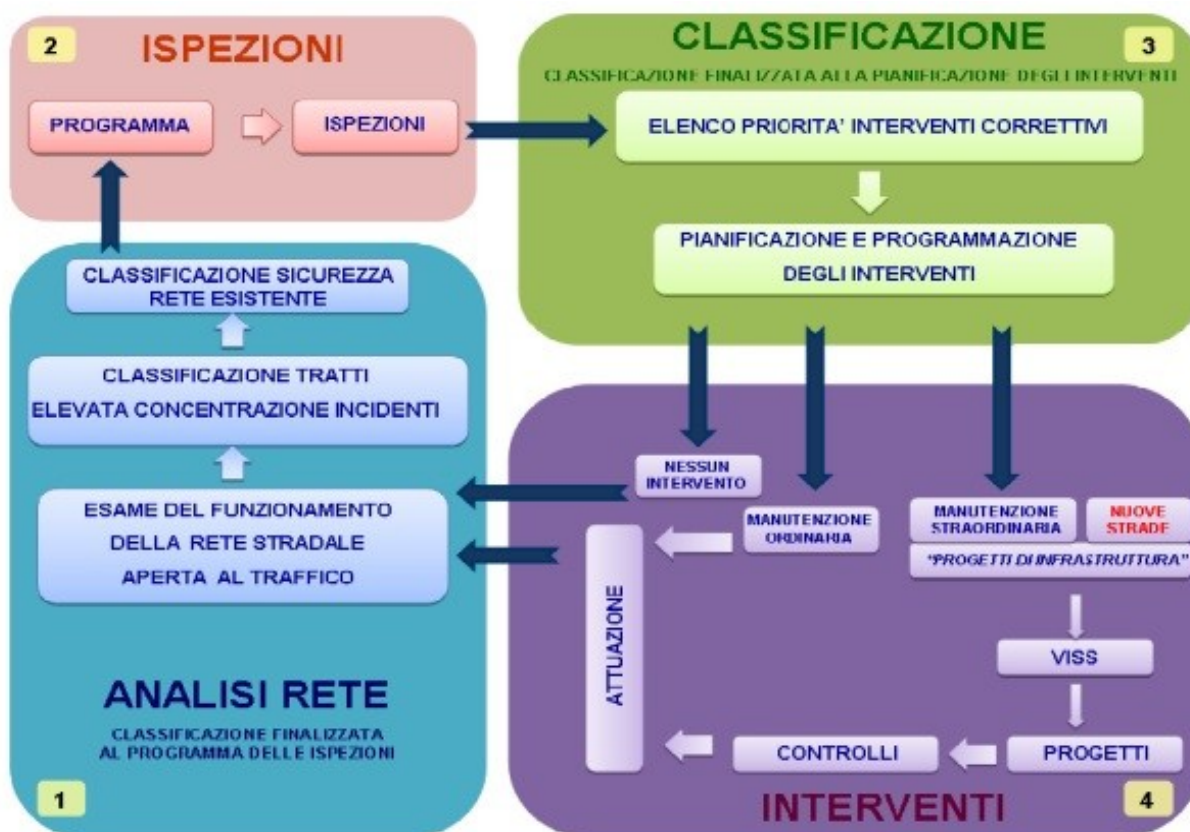 2
ISPEZIONI
PROGRAMMA
ISPEZIONI
CLASSIFICAZIONE
3
CLASSIFICAZIONE FINALIZZATA ALLA PIANIFICAZIONE DEGLI INTERVENTI
ELENCO PRIORITA' INTERVENTI CORRETTIVI
PIANIFICAZIONE E PROGRAMMAZIONE
DEGLI INTERVENTI
CLASSIFICAZIONE SICUREZZA
RETE ESISTENTE
CLASSIFICAZIONE TRATTI
ELEVATA CONCENTRAZIONE INCIDENTI
ESAME DEL FUNZIONAMENTO
DELLA RETE STRADALE
APERTA AL TRAFFICO
ANALISI RETE
CLASSIFICAZIONE FINALIZZATA
AL PROGRAMMA DELLE ISPEZIONI
1
NESSUN
INTERVENTO
MANUTENZIONE
ORDINARIA
MANUTENZIONE
STRAORDINARIA
NUOVE
STRADE
"PROGETTI DI INFRASTRUTTURA"
ATTUAZIONE
VISS
PROGETTI
CONTROLLI
INTERVENTI
4